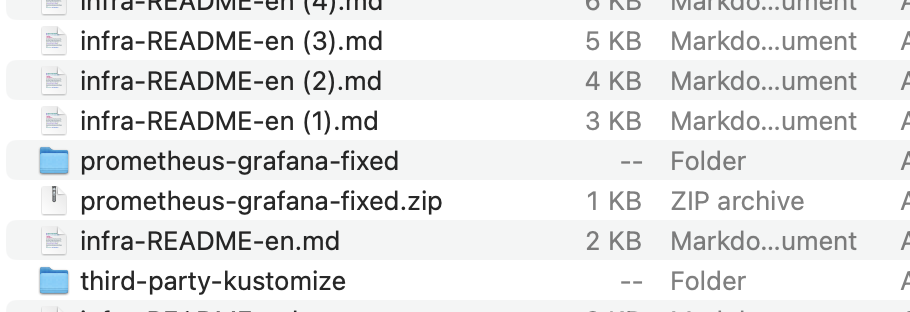 infra-README-en (4).md 6 KB Markdo...ument
infra-README-en (3).md 5 KB Markdo...ument
infra-README-en (2).md 4 KB Markdo...ument
infra-README-en (1).md 3 KB Markdo...ument
prometheus-grafana-fixed -- Folder
prometheus-grafana-fixed.zip 1 KB ZIP archive
infra-README-en.md 2 KB Markdo...ument
third-party-kustomize -- Folder